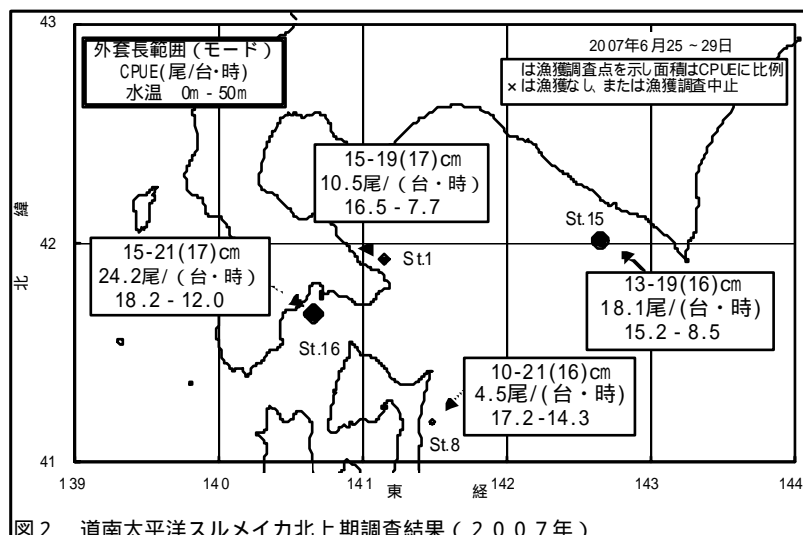 43
外套長範囲（モード）
CPUE(尾/台・時)
水温　0m - 50m
2007年6月25～29日
は漁獲調査点を示し面積はCPUEに比例
×は漁獲なし、または漁獲調査中止
15-19(17)cm
10.5尾/（台・時）
16.5 - 7.7
St.1
St.15
北緯
42
15-21(17)cm
24.2尾/（台・時）
18.2 - 12.0
St.16
13-19(16)cm
18.1尾/(台・時)
15.2 - 8.5
10-21(16)cm
4.5尾/(台・時)
17.2 -14.3
St.8
41
139 140 141 142 143 144
東　経
図2　道南太平洋スルメイカ北上期調査結果（２００７年）